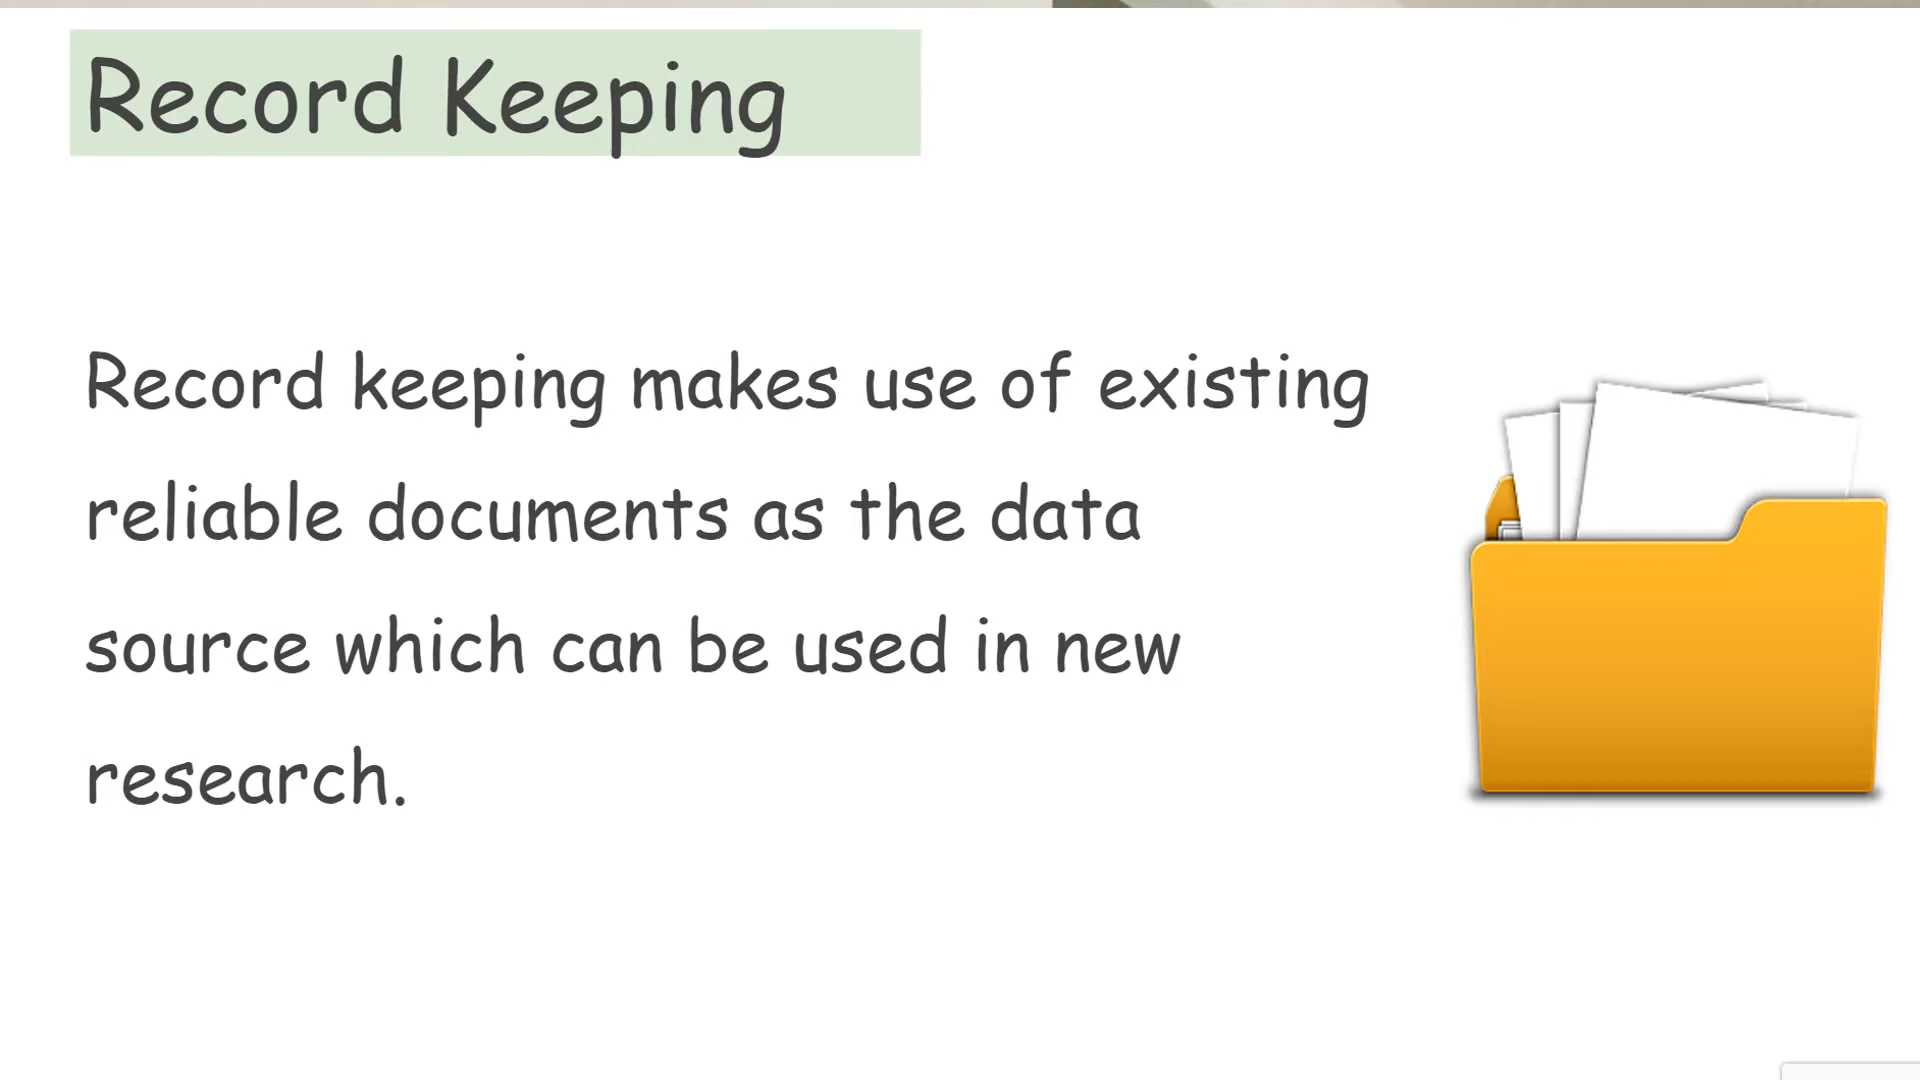 Record Keeping
Record keeping makes use of existing
reliable documents as the data
source which can be used in new
research.